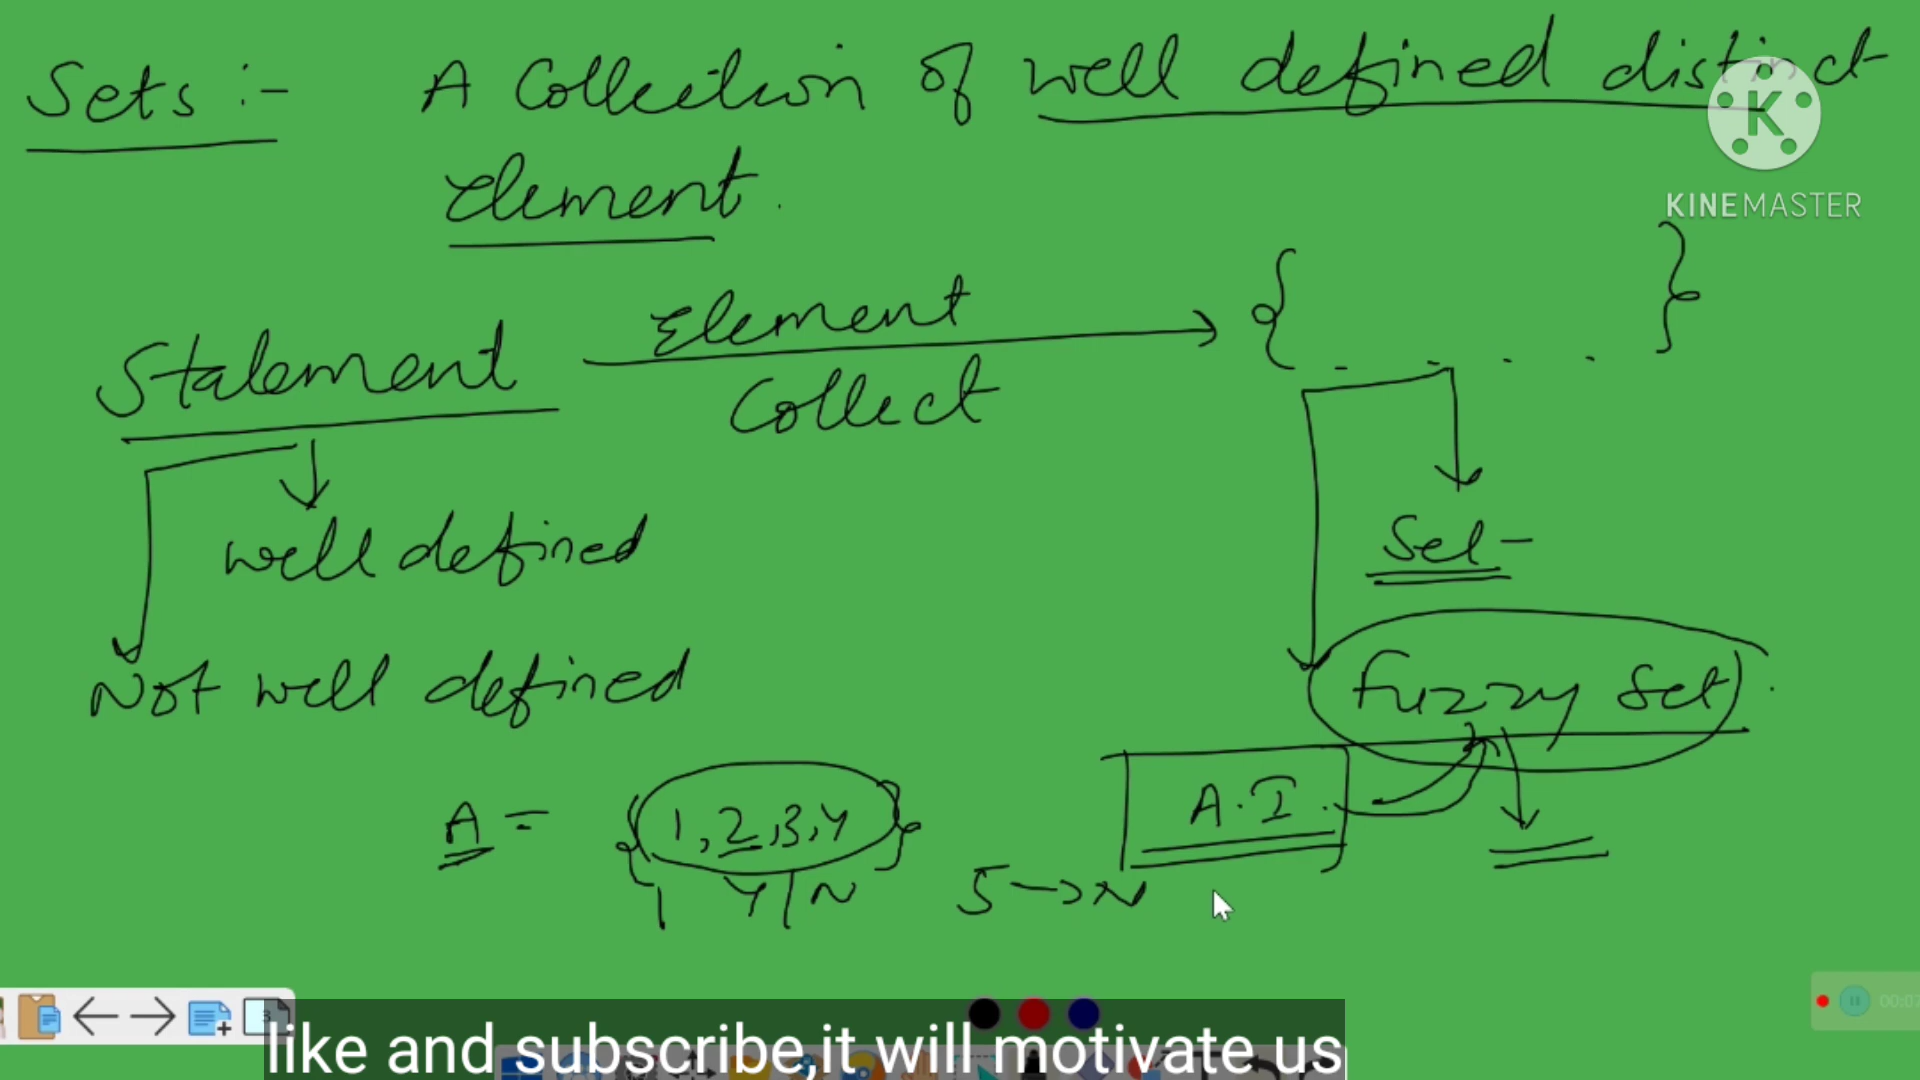 Sets :- A Collection of well defined distinct
Element.
KINEMASTER
Statement Element { . . . . }
Collect
well defined
Set
Not well defined
Fuzzy Set
A = {1, 2, 3, 4}
A.I.
1 Y/N 5 → N
like and subscribe,it will motivate us